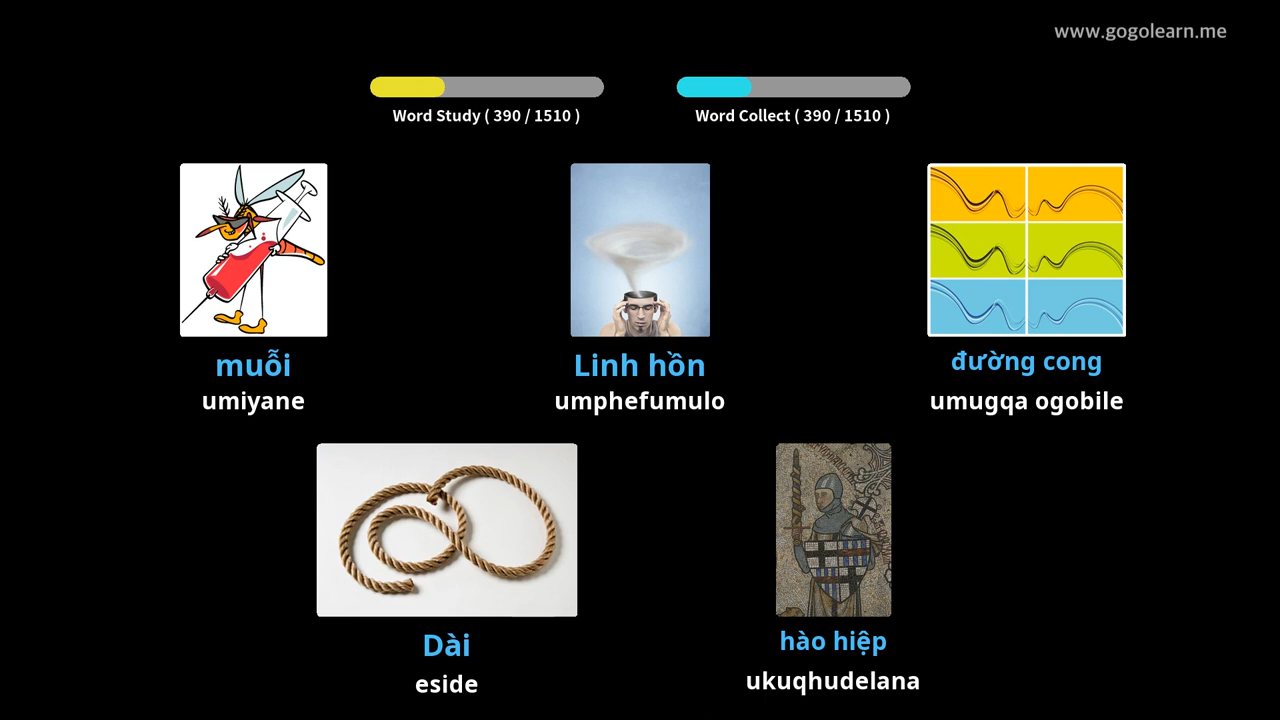 www.gogolearn.me
Word Study ( 390 / 1510 )
Word Collect ( 390 / 1510 )
muỗi
umiyane
Linh hồn
umphefumulo
đường cong
umugqa ogobile
Dài
eside
hào hiệp
ukuqhudelana